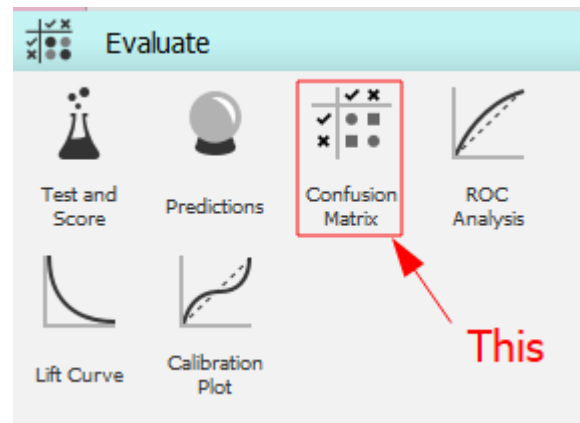 Evaluate
Test and
Score
Predictions
Confusion
Matrix
ROC
Analysis
Lift Curve
Calibration
Plot
This